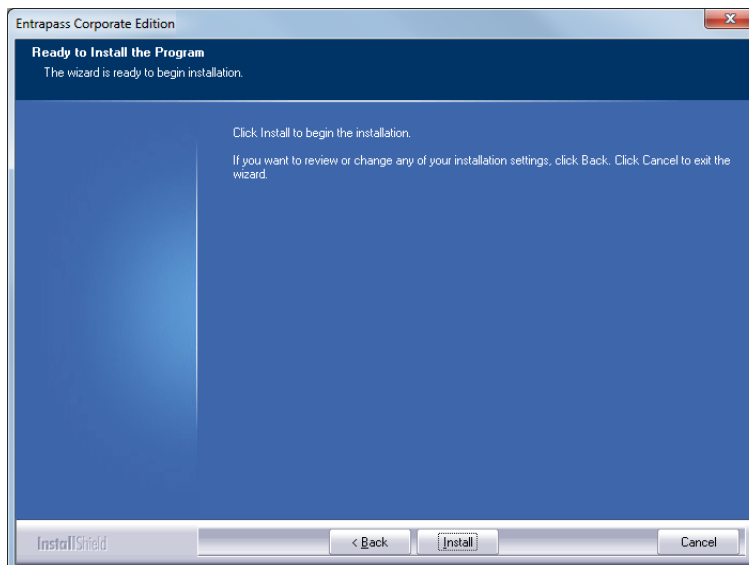 Entrapass Corporate Edition
Ready to Install the Program
The wizard is ready to begin installation.
Click Install to begin the installation.
If you want to review or change any of your installation settings, click Back. Click Cancel to exit the
wizard.
InstallShield
< Back
Install
Cancel